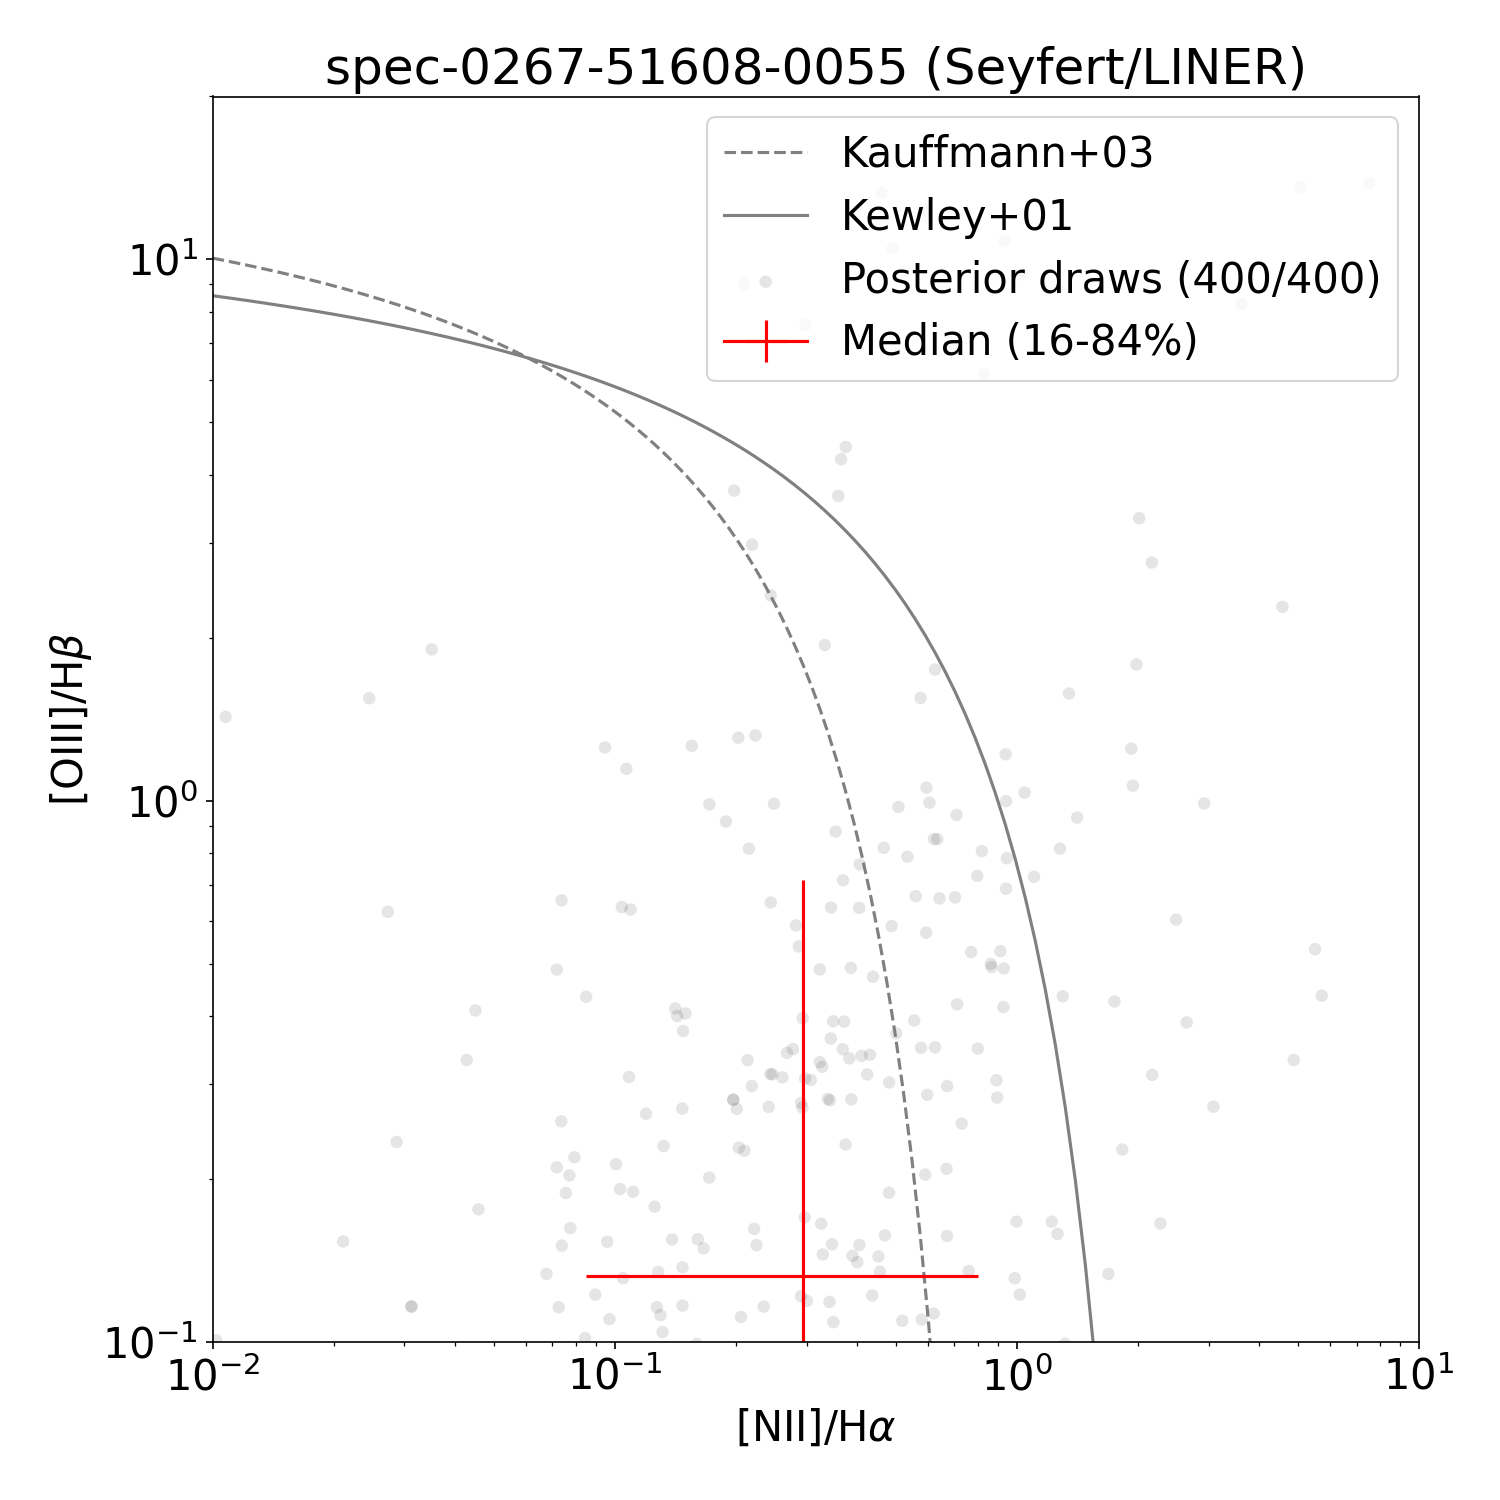 spec-0267-51608-0055 (Seyfert/LINER)
Kauffmann+03
Kewley+01
Posterior draws (400/400)
Median (16-84%)
10¹
10⁰
10⁻¹
[OIII]/Hβ
10⁻²
10⁻¹
10⁰
10¹
[NII]/Hα